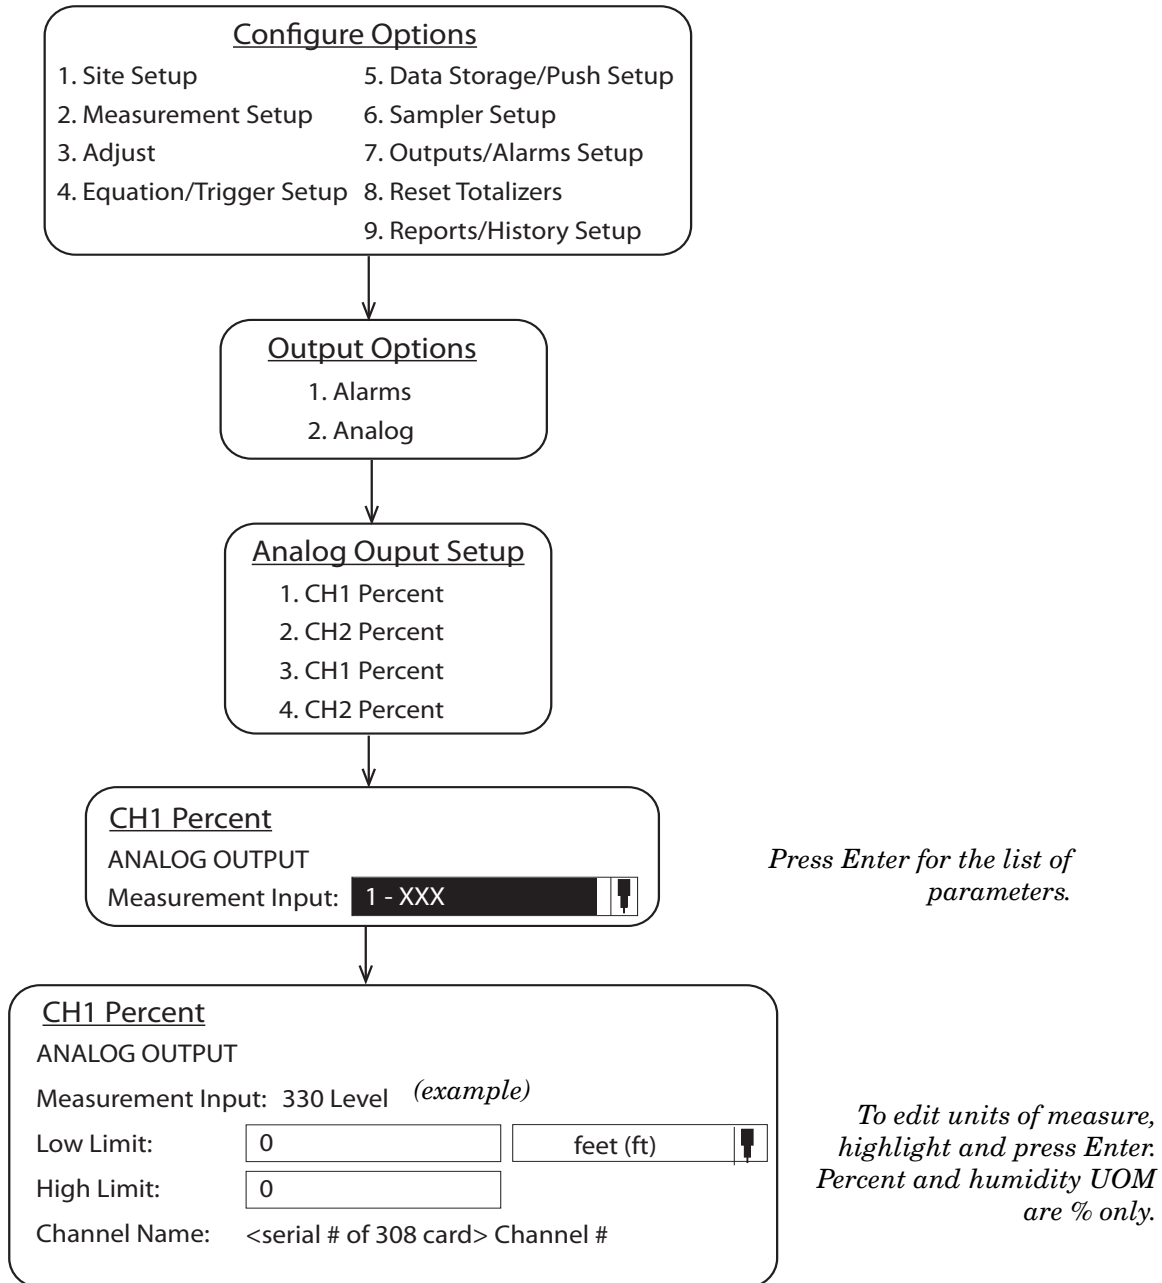 Configure Options
1. Site Setup
2. Measurement Setup
3. Adjust
4. Equation/Trigger Setup
5. Data Storage/Push Setup
6. Sampler Setup
7. Outputs/Alarms Setup
8. Reset Totalizers
9. Reports/History Setup
Output Options
1. Alarms
2. Analog
Analog Ouput Setup
1. CH1 Percent
2. CH2 Percent
3. CH1 Percent
4. CH2 Percent
CH1 Percent
ANALOG OUTPUT
Measurement Input: 1 - XXX
Press Enter for the list of
parameters.
CH1 Percent
ANALOG OUTPUT
Measurement Input: 330 Level (example)
Low Limit: 0 feet (ft)
High Limit: 0
Channel Name: <serial # of 308 card> Channel #
To edit units of measure,
highlight and press Enter.
Percent and humidity UOM
are % only.